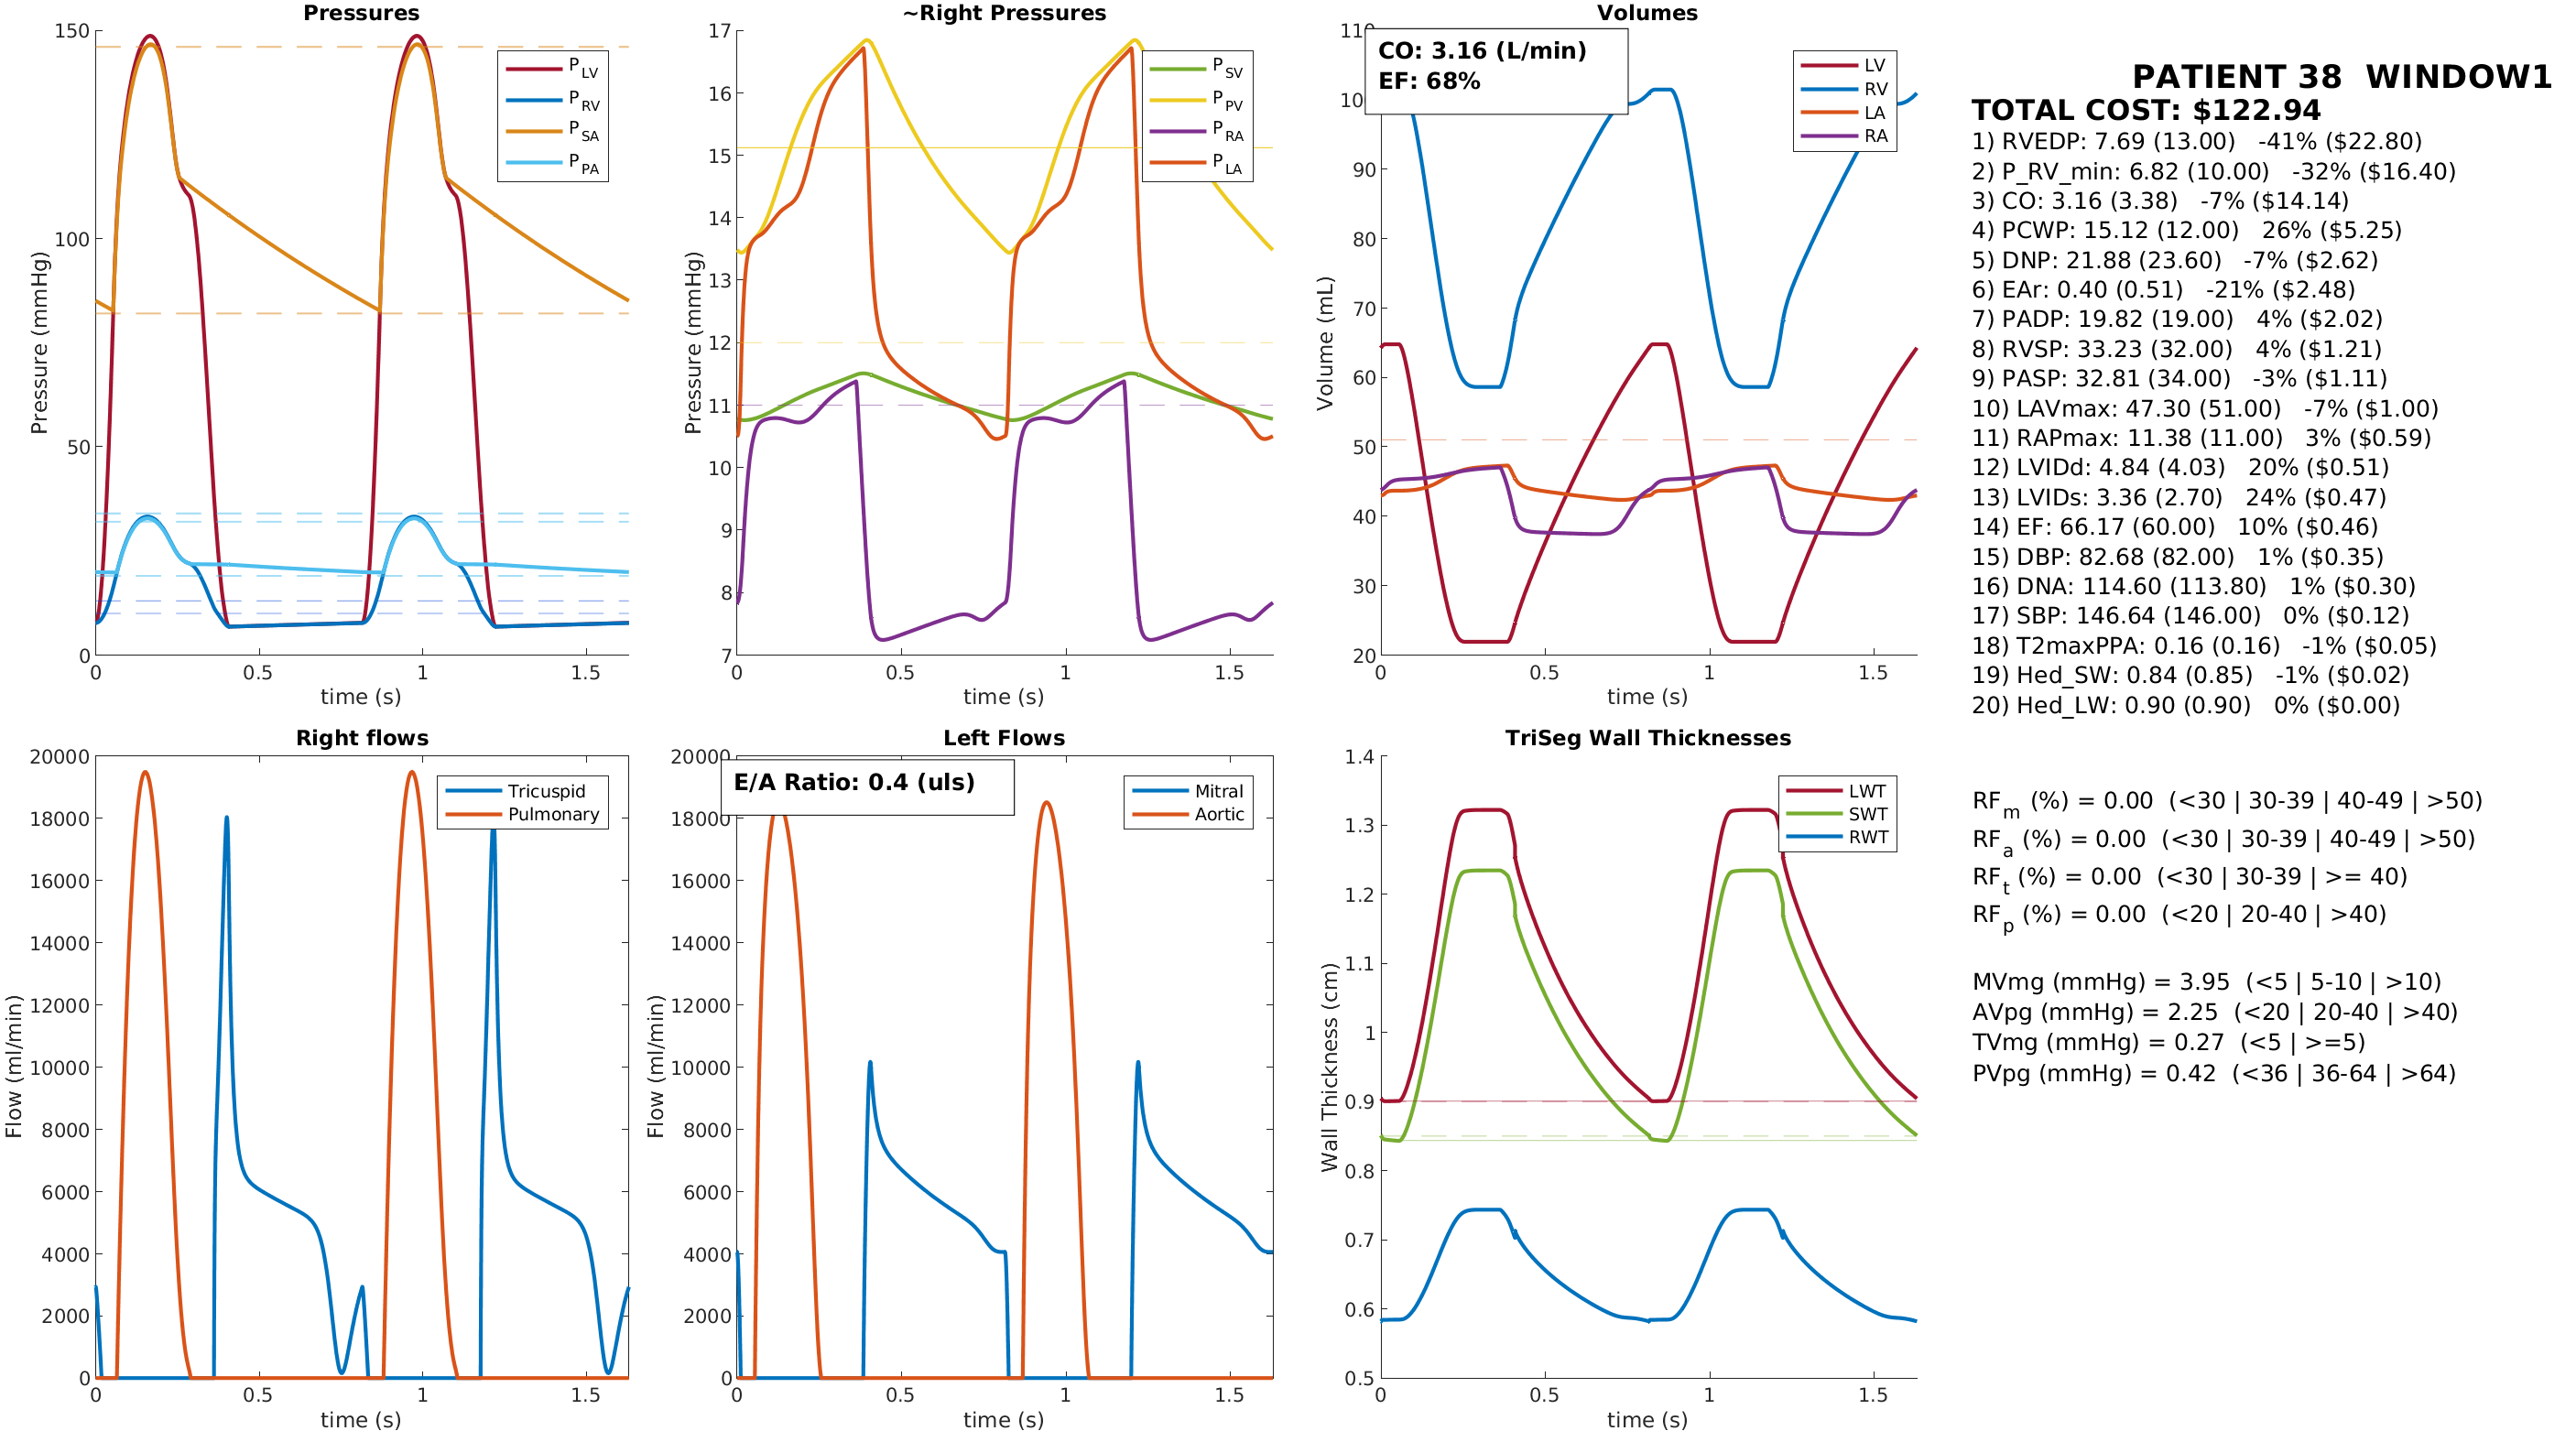 Pressures
150
100
50
0
Pressure (mmHg)
0 0.5 1 1.5
time (s)
P LV
P RV
P SA
P PA
~Right Pressures
17
16
15
14
13
12
11
10
9
8
7
Pressure (mmHg)
0 0.5 1 1.5
time (s)
P SV
P PV
P RA
P LA
Volumes
110
10
90
80
70
60
50
40
30
20
Volume (mL)
0 0.5 1 1.5
time (s)
CO: 3.16 (L/min)
EF: 68%
LV
RV
LA
RA
PATIENT 38 WINDOW1
TOTAL COST: $122.94
1) RVEDP: 7.69 (13.00) -41% ($22.80)
2) P_RV_min: 6.82 (10.00) -32% ($16.40)
3) CO: 3.16 (3.38) -7% ($14.14)
4) PCWP: 15.12 (12.00) 26% ($5.25)
5) DNP: 21.88 (23.60) -7% ($2.62)
6) EAr: 0.40 (0.51) -21% ($2.48)
7) PADP: 19.82 (19.00) 4% ($2.02)
8) RVSP: 33.23 (32.00) 4% ($1.21)
9) PASP: 32.81 (34.00) -3% ($1.11)
10) LAVmax: 47.30 (51.00) -7% ($1.00)
11) RAPmax: 11.38 (11.00) 3% ($0.59)
12) LVIDd: 4.84 (4.03) 20% ($0.51)
13) LVIDs: 3.36 (2.70) 24% ($0.47)
14) EF: 66.17 (60.00) 10% ($0.46)
15) DBP: 82.68 (82.00) 1% ($0.35)
16) DNA: 114.60 (113.80) 1% ($0.30)
17) SBP: 146.64 (146.00) 0% ($0.12)
18) T2maxPPA: 0.16 (0.16) -1% ($0.05)
19) Hed_SW: 0.84 (0.85) -1% ($0.02)
20) Hed_LW: 0.90 (0.90) 0% ($0.00)
Right flows
20000
18000
16000
14000
12000
10000
8000
6000
4000
2000
0
Flow (ml/min)
0 0.5 1 1.5
time (s)
Tricuspid
Pulmonary
Left Flows
20000
18000
16000
14000
12000
10000
8000
6000
4000
2000
0
Flow (ml/min)
0 0.5 1 1.5
time (s)
E/A Ratio: 0.4 (uls)
Mitral
Aortic
TriSeg Wall Thicknesses
1.4
1.3
1.2
1.1
1
0.9
0.8
0.7
0.6
0.5
Wall Thickness (cm)
0 0.5 1 1.5
time (s)
LWT
SWT
RWT
RF m (%) = 0.00 (<30 | 30-39 | 40-49 | >50)
RF a (%) = 0.00 (<30 | 30-39 | 40-49 | >50)
RF t (%) = 0.00 (<30 | 30-39 | >= 40)
RF p (%) = 0.00 (<20 | 20-40 | >40)
MVmg (mmHg) = 3.95 (<5 | 5-10 | >10)
AVpg (mmHg) = 2.25 (<20 | 20-40 | >40)
TVmg (mmHg) = 0.27 (<5 | >=5)
PVpg (mmHg) = 0.42 (<36 | 36-64 | >64)